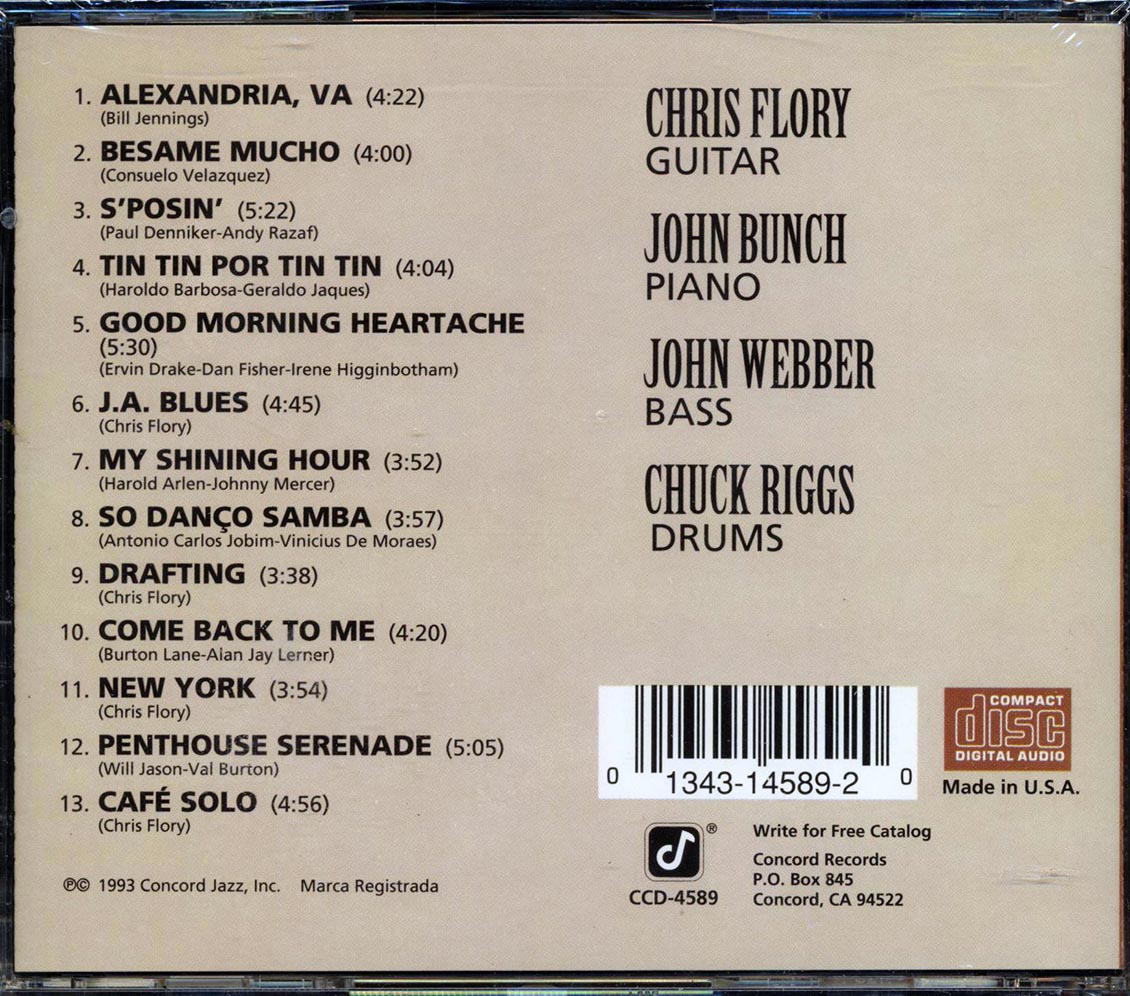 1. ALEXANDRIA, VA (4:22)
(Bill Jennings)
2. BESAME MUCHO (4:00)
(Consuelo Velazquez)
3. S'POSIN' (5:22)
(Paul Denniker-Andy Razaf)
4. TIN TIN POR TIN TIN (4:04)
(Haroldo Barbosa-Geraldo Jaques)
5. GOOD MORNING HEARTACHE
(5:30)
(Ervin Drake-Dan Fisher-Irene Higginbotham)
6. J.A. BLUES (4:45)
(Chris Flory)
7. MY SHINING HOUR (3:52)
(Harold Arlen-Johnny Mercer)
8. SO DANÇO SAMBA (3:57)
(Antonio Carlos Jobim-Vinicius De Moraes)
9. DRAFTING (3:38)
(Chris Flory)
10. COME BACK TO ME (4:20)
(Burton Lane-Alan Jay Lerner)
11. NEW YORK (3:54)
(Chris Flory)
12. PENTHOUSE SERENADE (5:05)
(Will Jason-Val Burton)
13. CAFÉ SOLO (4:56)
(Chris Flory)
℗© 1993 Concord Jazz, Inc. Marca Registrada
CHRIS FLORY
GUITAR
JOHN BUNCH
PIANO
JOHN WEBBER
BASS
CHUCK RIGGS
DRUMS
0 1343-14589-2 0
COMPACT
disc
DIGITAL AUDIO
Made in U.S.A.
®
CCD-4589
Write for Free Catalog
Concord Records
P.O. Box 845
Concord, CA 94522